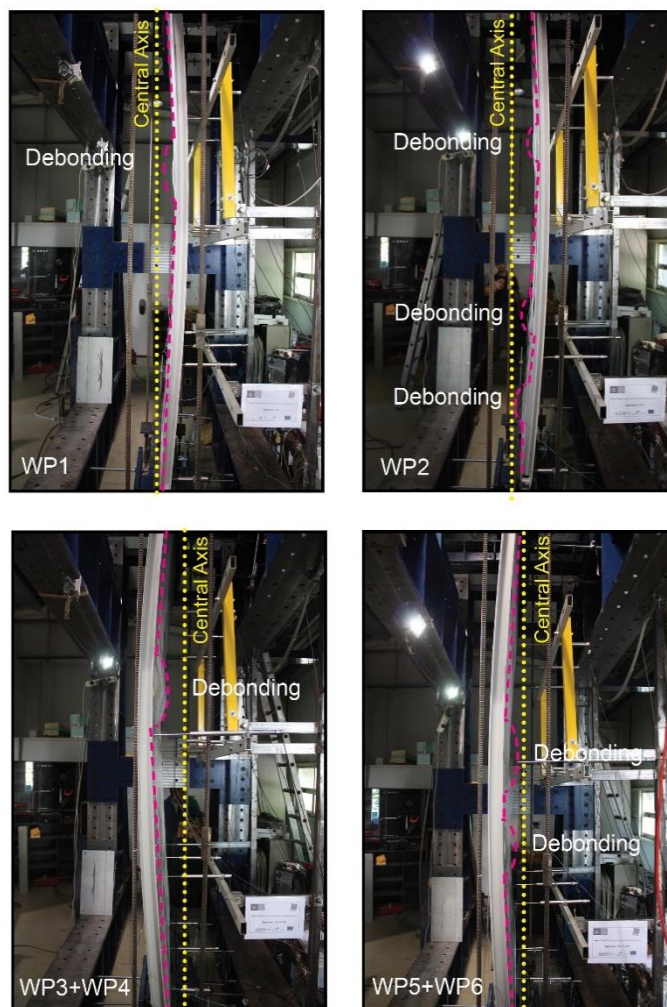 Central Axis
Debonding
WP1
Central Axis
Debonding
Debonding
Debonding
WP2
Central Axis
Debonding
WP3+WP4
Central Axis
Debonding
Debonding
WP5+WP6